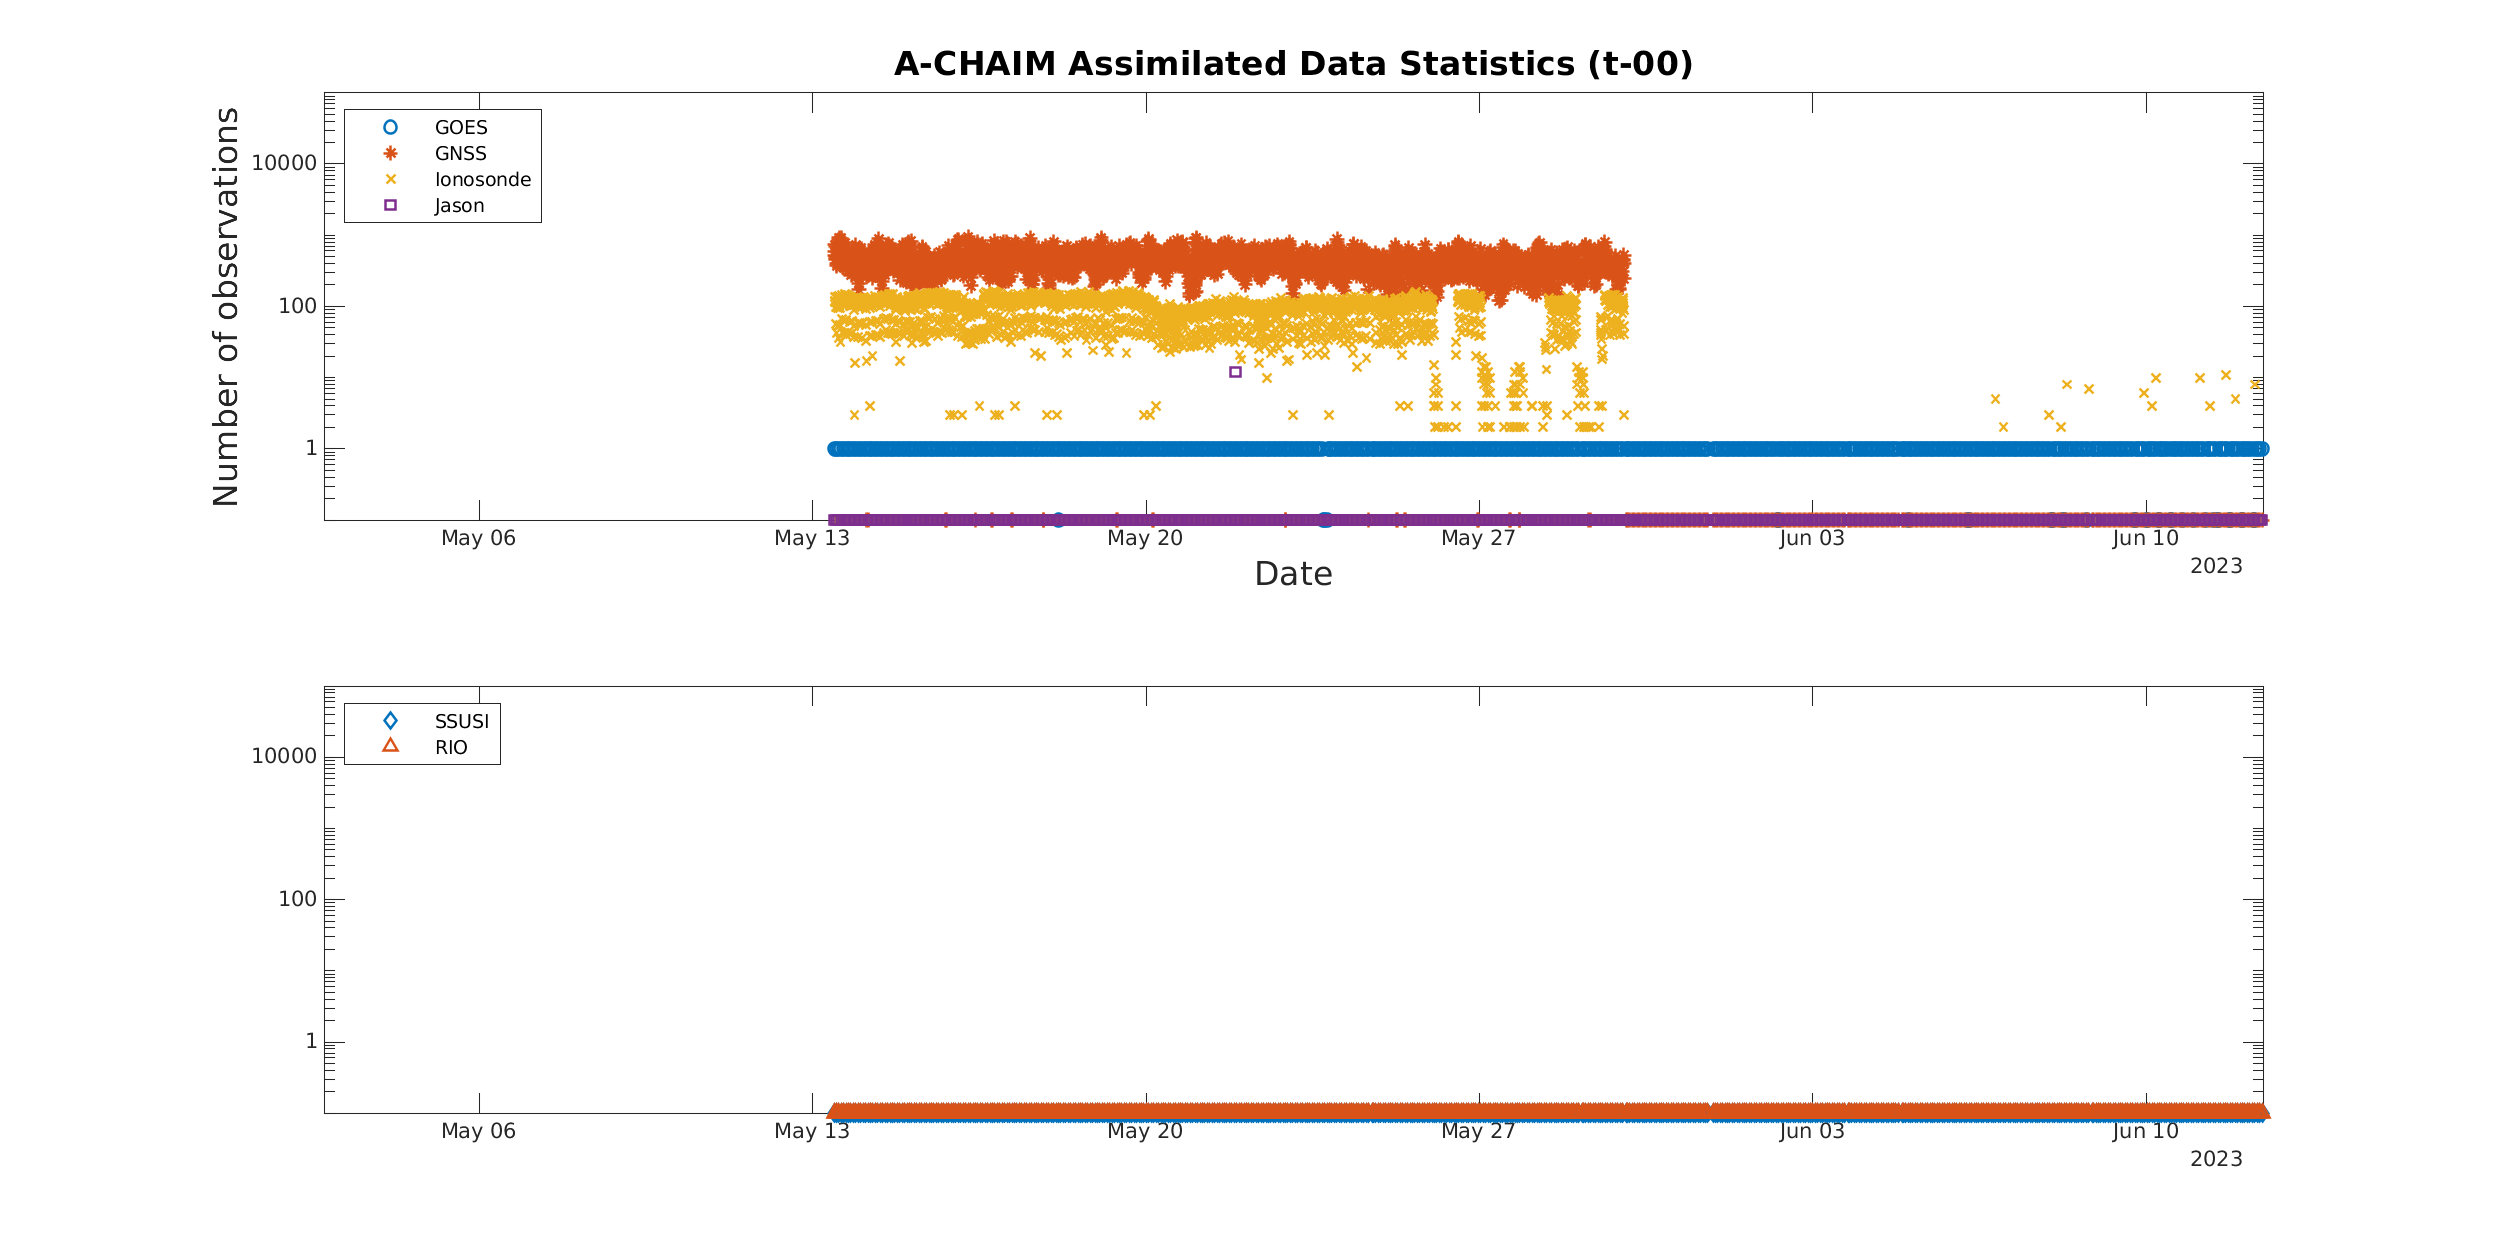 A-CHAIM Assimilated Data Statistics (t-00)
Number of observations
10000
100
1
GOES
GNSS
Ionosonde
Jason
May 06 May 13 May 20 May 27 Jun 03 Jun 10
2023
Date
10000
100
1
SSUSI
RIO
May 06 May 13 May 20 May 27 Jun 03 Jun 10
2023